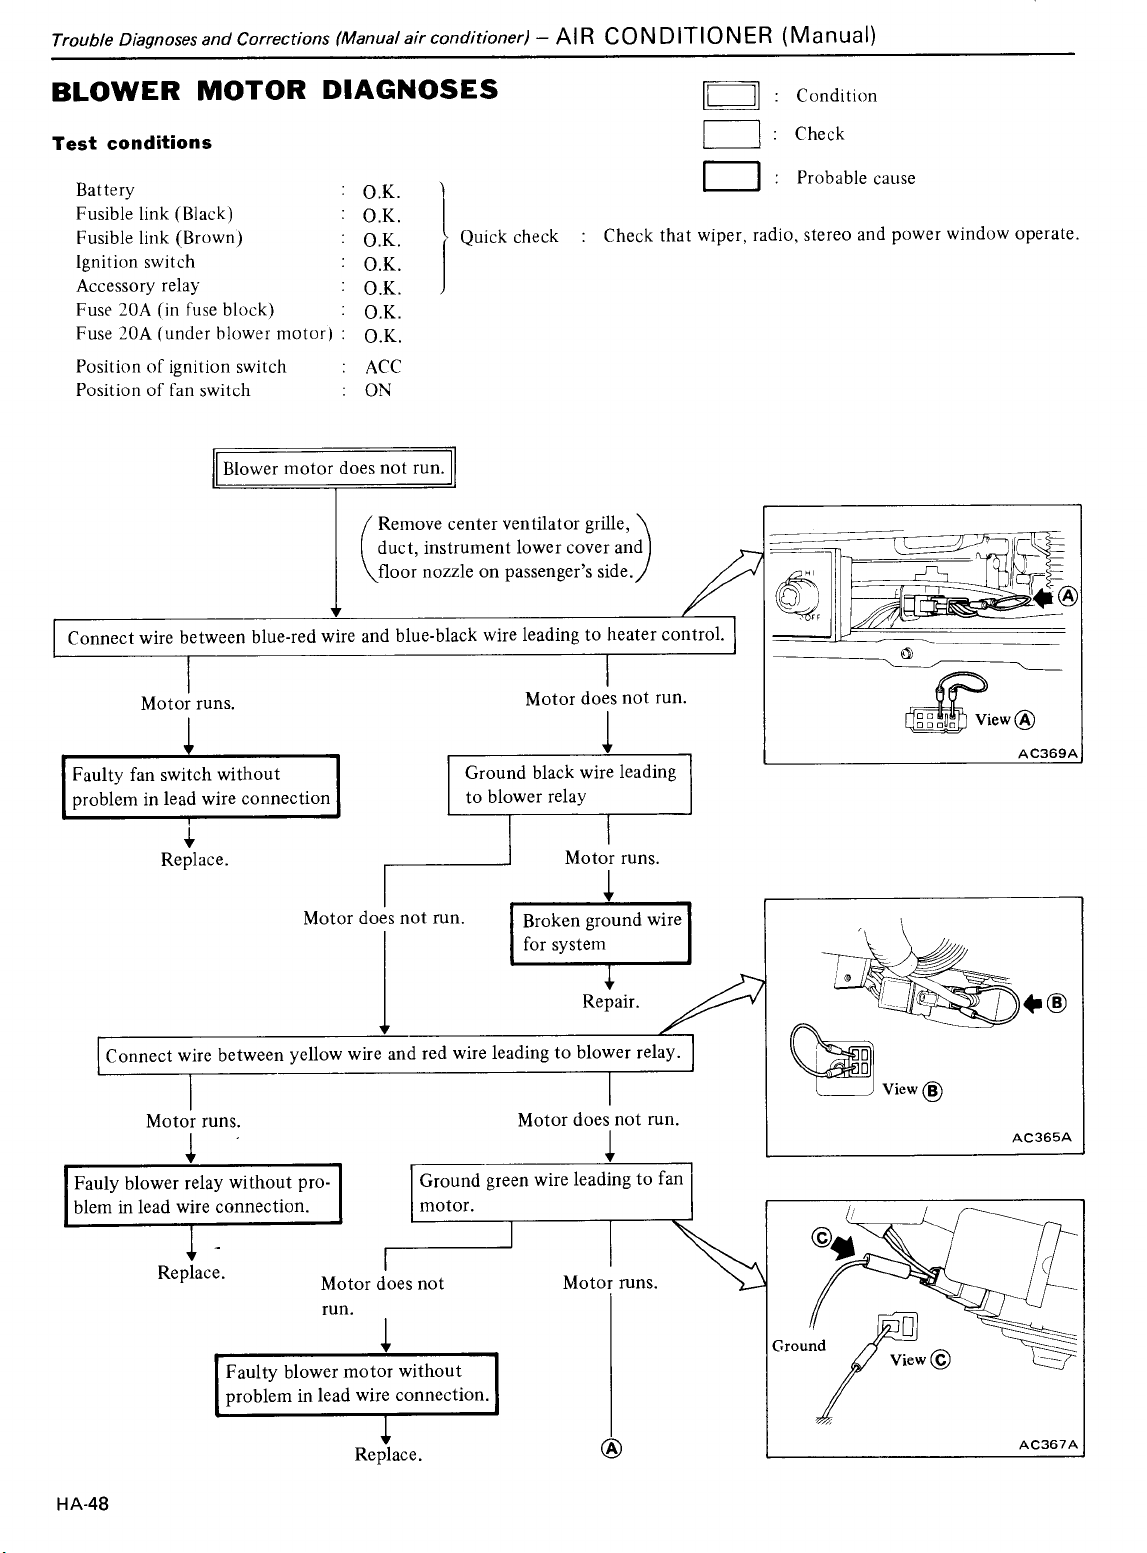 Trouble Diagnoses and Corrections (Manual air conditioner) – AIR CONDITIONER (Manual)
BLOWER MOTOR DIAGNOSES
: Condition
: Check
: Probable cause
Test conditions
Battery : O.K.
Fusible link (Black) : O.K.
Fusible link (Brown) : O.K.
Ignition switch : O.K.
Accessory relay : O.K.
Quick check : Check that wiper, radio, stereo and power window operate.
Fuse 20A (in fuse block) : O.K.
Fuse 20A (under blower motor) : O.K.
Position of ignition switch : ACC
Position of fan switch : ON
Blower motor does not run.
(Remove center ventilator grille,
duct, instrument lower cover and
floor nozzle on passenger's side.)
Connect wire between blue-red wire and blue-black wire leading to heater control.
HI
OFF
A
View A
AC369A
Motor runs.
Motor does not run.
Faulty fan switch without
problem in lead wire connection
Replace.
Ground black wire leading
to blower relay
Motor runs.
Motor does not run.
Broken ground wire
for system
Repair.
Connect wire between yellow wire and red wire leading to blower relay.
B
View B
AC365A
Motor runs.
Motor does not run.
Fauly blower relay without pro-
blem in lead wire connection.
Replace.
Ground green wire leading to fan
motor.
Motor does not
run.
Motor runs.
Faulty blower motor without
problem in lead wire connection.
Replace.
A
C
Ground
View C
AC367A
HA-48